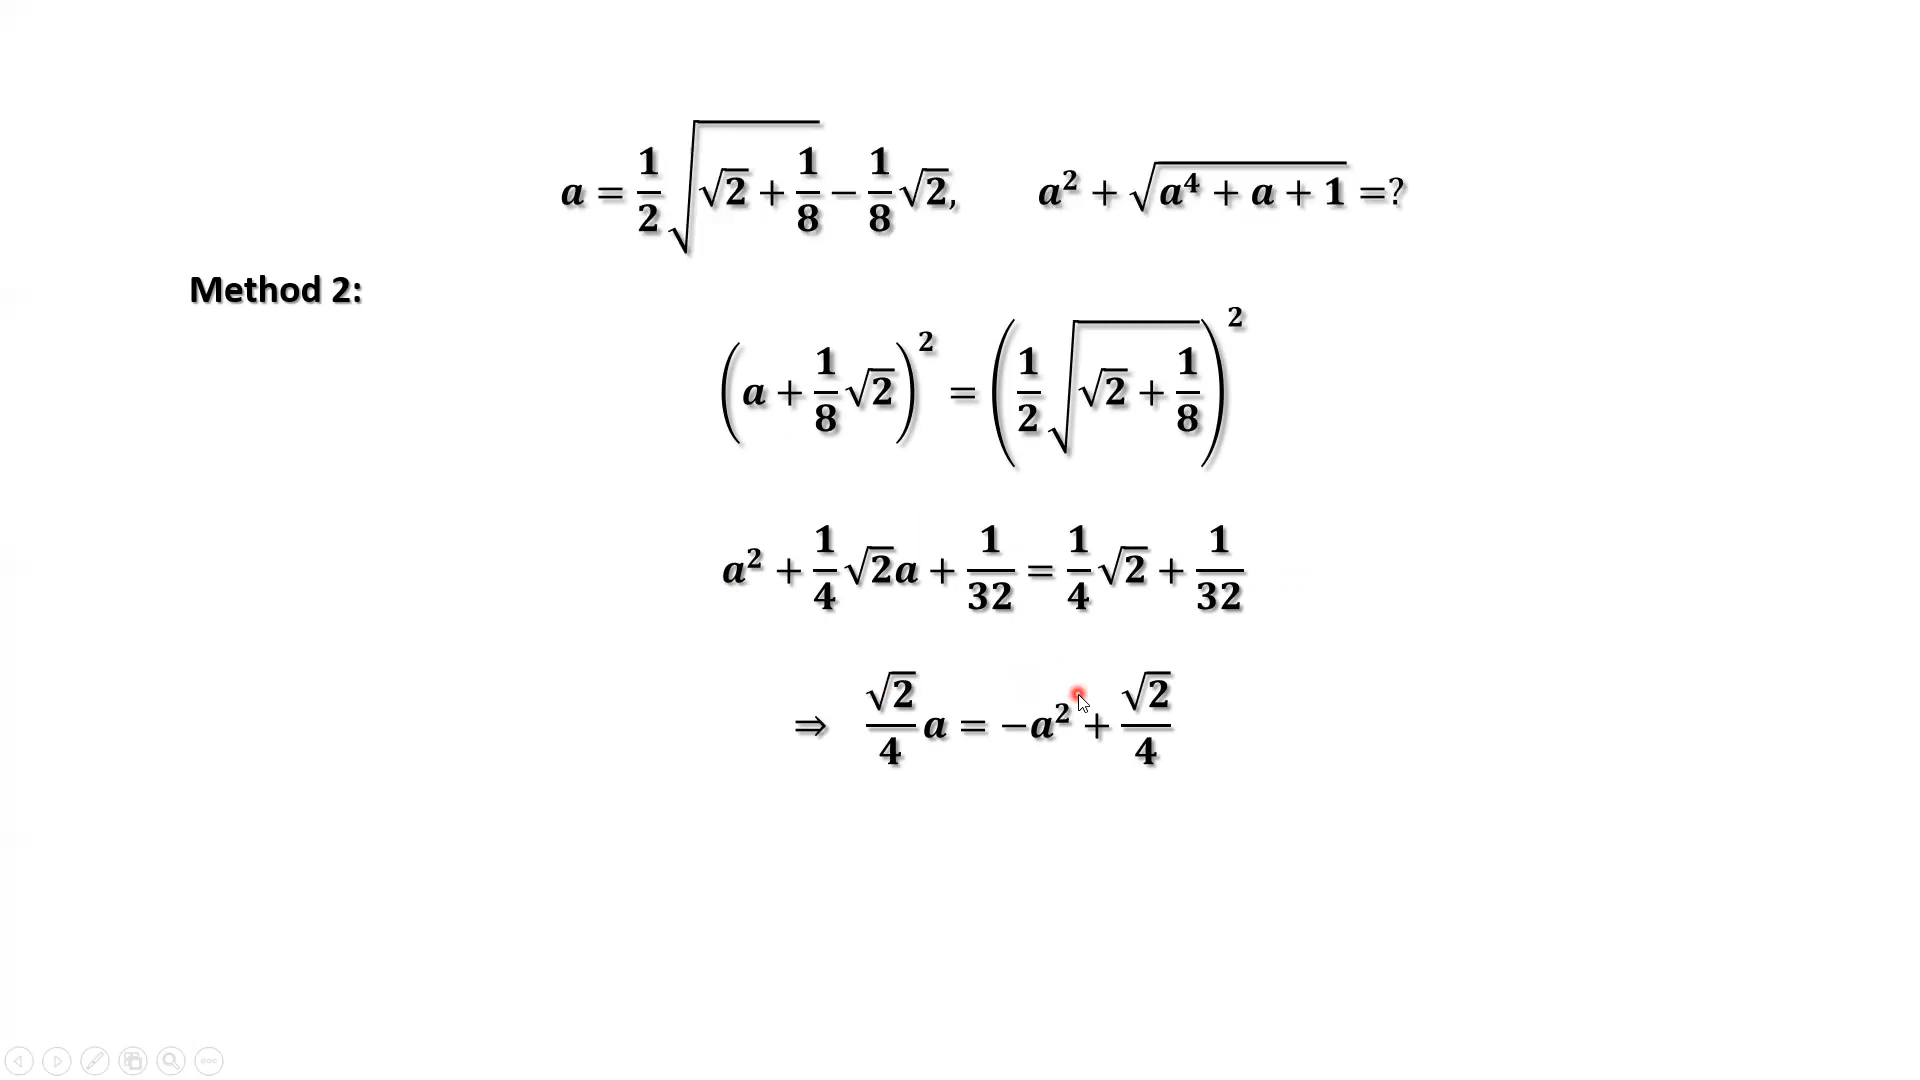 a = 1/2 √(√2 + 1/8) − 1/8 √2, a² + √(a⁴ + a + 1) =?
Method 2:
(a + 1/8 √2)² = (1/2 √(√2 + 1/8))²
a² + 1/4 √2a + 1/32 = 1/4 √2 + 1/32
⇒ √2/4 a = −a² + √2/4